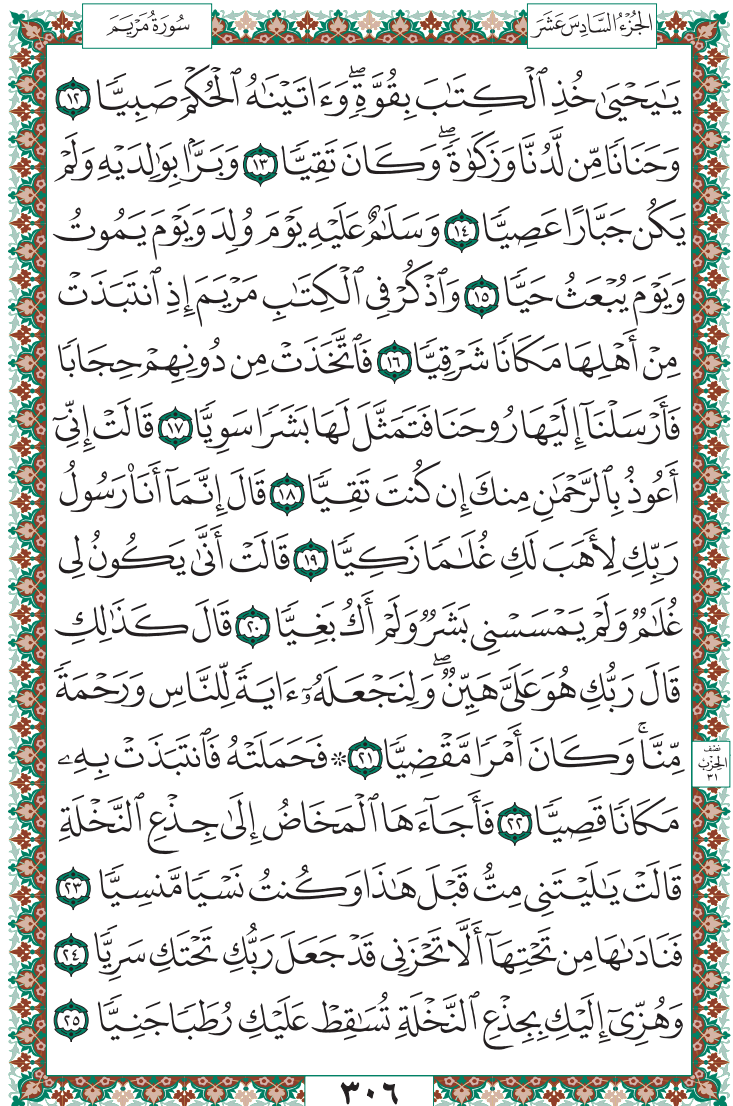 الجُزْءُ السَّادِسَ عَشَرَ
سُورَةُ مَرْيَمَ
يَـٰيَحْيَىٰ خُذِ ٱلْكِتَـٰبَ بِقُوَّةٍۖ وَءَاتَيْنَـٰهُ ٱلْحُكْمَ صَبِيًّا ١٢
وَحَنَانًا مِّن لَّدُنَّا وَزَكَوٰةًۖ وَكَانَ تَقِيًّا ١٣ وَبَرًّۢا بِوَٰلِدَيْهِ وَلَمْ
يَكُن جَبَّارًا عَصِيًّا ١٤ وَسَلَـٰمٌ عَلَيْهِ يَوْمَ وُلِدَ وَيَوْمَ يَمُوتُ
وَيَوْمَ يُبْعَثُ حَيًّا ١٥ وَٱذْكُرْ فِى ٱلْكِتَـٰبِ مَرْيَمَ إِذِ ٱنتَبَذَتْ
مِنْ أَهْلِهَا مَكَانًا شَرْقِيًّا ١٦ فَٱتَّخَذَتْ مِن دُونِهِمْ حِجَابًا
فَأَرْسَلْنَآ إِلَيْهَا رُوحَنَا فَتَمَثَّلَ لَهَا بَشَرًا سَوِيًّا ١٧ قَالَتْ إِنِّىٓ
أَعُوذُ بِٱلرَّحْمَـٰنِ مِنكَ إِن كُنتَ تَقِيًّا ١٨ قَالَ إِنَّمَآ أَنَا۠ رَسُولُ
رَبِّكِ لِأَهَبَ لَكِ غُلَـٰمًا زَكِيًّا ١٩ قَالَتْ أَنَّىٰ يَكُونُ لِى
غُلَـٰمٌ وَلَمْ يَمْسَسْنِى بَشَرٌ وَلَمْ أَكُ بَغِيًّا ٢٠ قَالَ كَذَٰلِكِ
قَالَ رَبُّكِ هُوَ عَلَىَّ هَيِّنٌۖ وَلِنَجْعَلَهُۥٓ ءَايَةً لِّلنَّاسِ وَرَحْمَةً
مِّنَّاۚ وَكَانَ أَمْرًا مَّقْضِيًّا ٢١ ۞ فَحَمَلَتْهُ فَٱنتَبَذَتْ بِهِۦ
نصْف الحِزْب ٣١
مَكَانًا قَصِيًّا ٢٢ فَأَجَآءَهَا ٱلْمَخَاضُ إِلَىٰ جِذْعِ ٱلنَّخْلَةِ
قَالَتْ يَـٰلَيْتَنِى مِتُّ قَبْلَ هَـٰذَا وَكُنتُ نَسْيًا مَّنسِيًّا ٢٣
فَنَادَىٰهَا مِن تَحْتِهَآ أَلَّا تَحْزَنِى قَدْ جَعَلَ رَبُّكِ تَحْتَكِ سَرِيًّا ٢٤
وَهُزِّىٓ إِلَيْكِ بِجِذْعِ ٱلنَّخْلَةِ تُسَـٰقِطْ عَلَيْكِ رُطَبًا جَنِيًّا ٢٥
٣٠٦